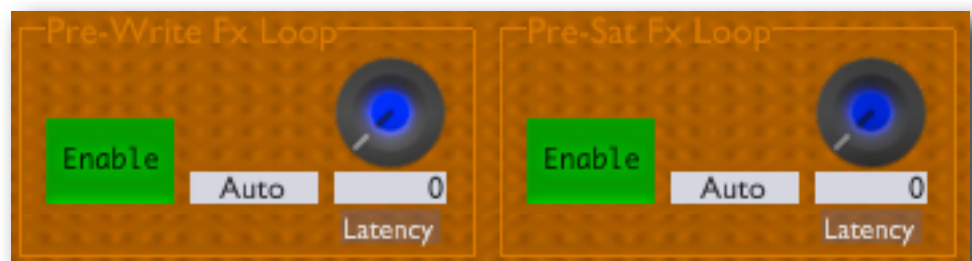 Pre-Write Fx Loop
Enable
Auto
0
Latency
Pre-Sat Fx Loop
Enable
Auto
0
Latency